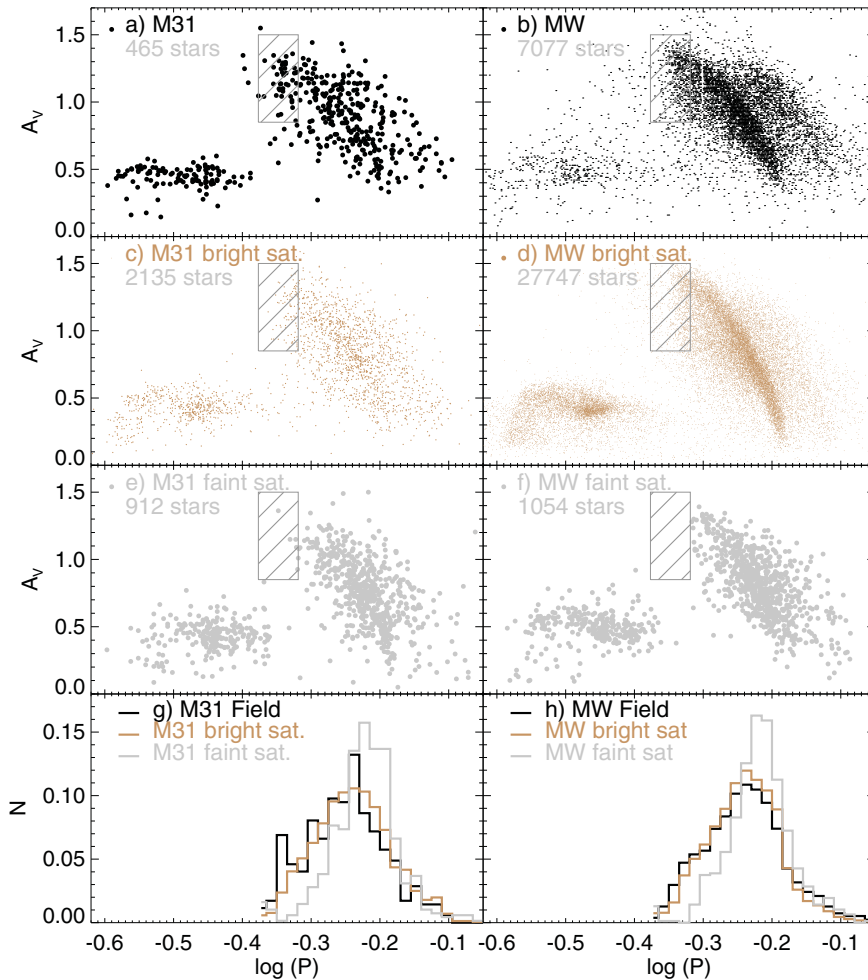 a) M31
465 stars
b) MW
7077 stars
1.5
1.0
0.5
0.0
A_V
c) M31 bright sat.
2135 stars
d) MW bright sat.
27747 stars
1.5
1.0
0.5
0.0
A_V
e) M31 faint sat.
912 stars
f) MW faint sat.
1054 stars
1.5
1.0
0.5
0.0
A_V
g) M31 Field
M31 bright sat.
M31 faint sat.
h) MW Field
MW bright sat
MW faint sat
0.15
0.10
0.05
0.00
N
-0.6 -0.5 -0.4 -0.3 -0.2 -0.1
-0.6 -0.5 -0.4 -0.3 -0.2 -0.1
log (P)
log (P)